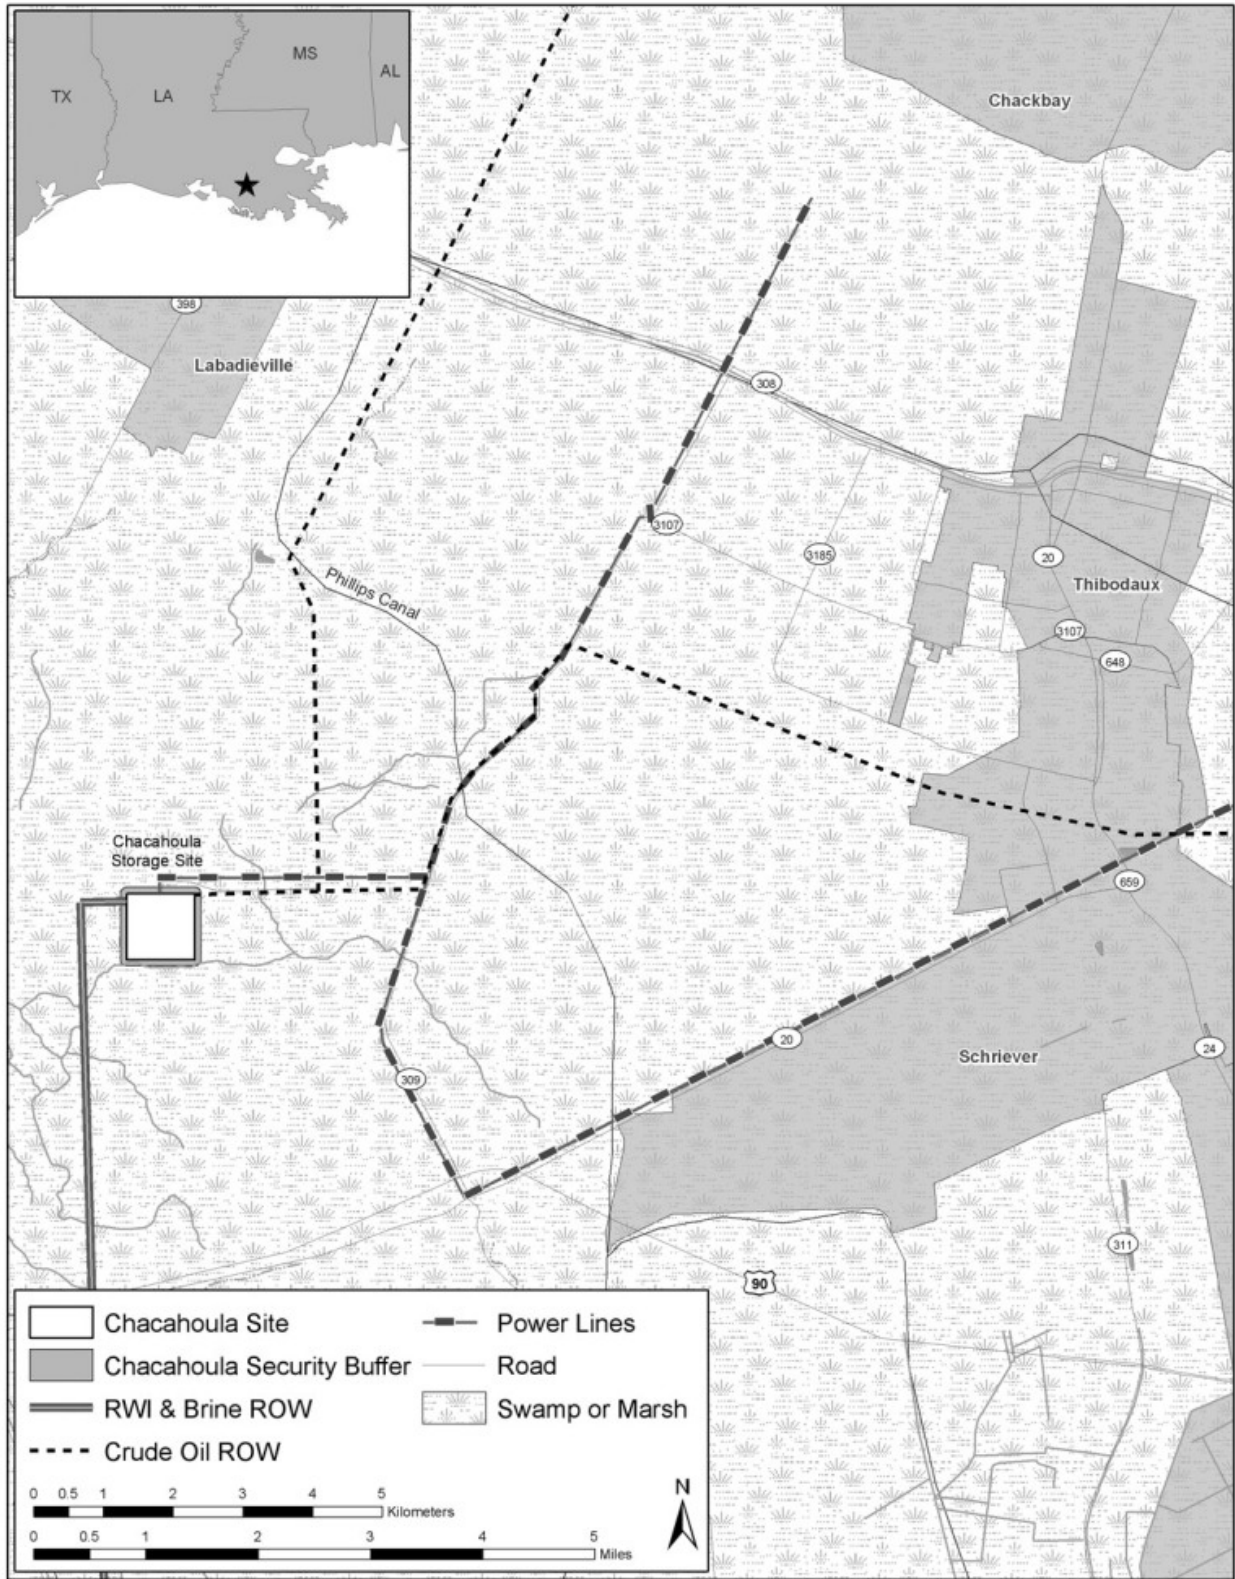 MS
AL
TX
LA
Chackbay
398
Labadieville
308
3107
3185
20
Phillips Canal
Thibodaux
3107
648
Chacahoula
Storage Site
659
20
Schriever
24
309
311
90
Chacahoula Site
Power Lines
Chacahoula Security Buffer
Road
RWI & Brine ROW
Swamp or Marsh
Crude Oil ROW
N
0 0.5 1 2 3 4 5
Kilometers
0 0.5 1 2 3 4 5
Miles